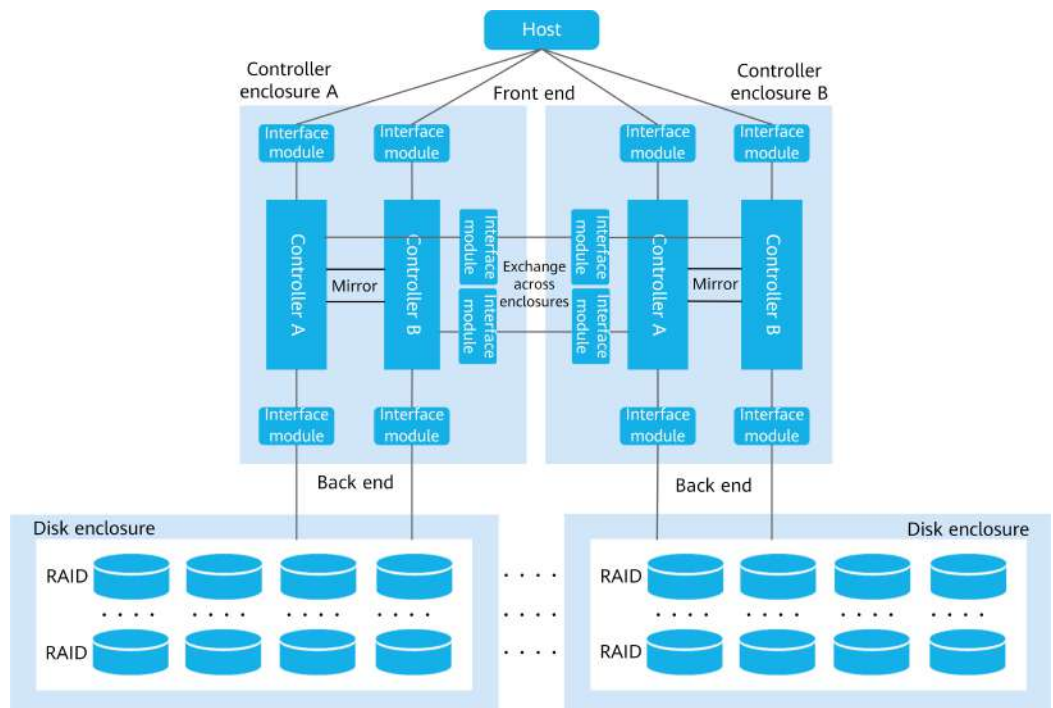 Host
Controller
enclosure A
Front end
Controller
enclosure B
Interface
module
Interface
module
Interface
module
Interface
module
Controller A
Mirror
Controller B
Interface
module
Interface
module
Exchange
across
enclosures
Interface
module
Interface
module
Controller A
Mirror
Controller B
Interface
module
Interface
module
Interface
module
Interface
module
Back end
Back end
Disk enclosure
RAID
. . . .
. . . .
. . . .
. . . .
RAID
. . . .
. . . .
. . . .
Disk enclosure
RAID
. . . .
. . . .
. . . .
. . . .
RAID